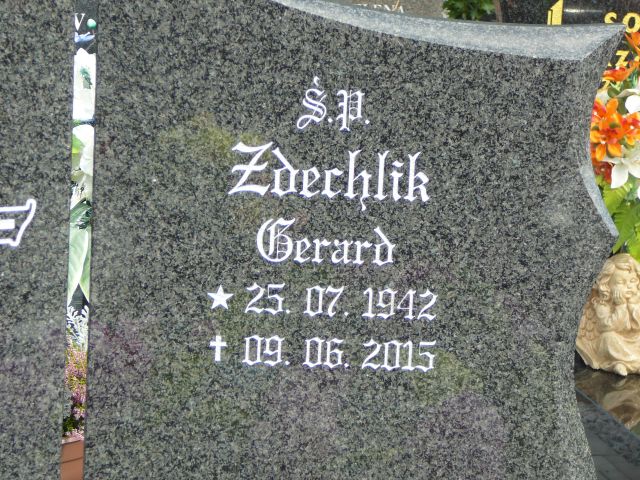 Ś.p.
Zdechlik
Gerard
★ 25. 07. 1942
✝ 09. 06. 2015